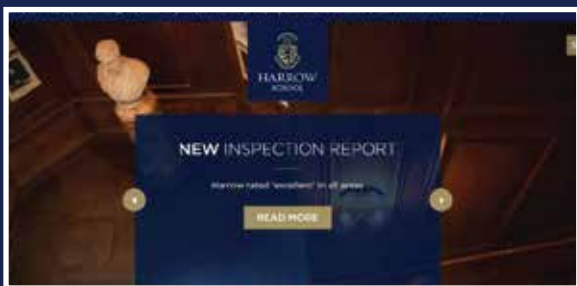 HARROW
SCHOOL
NEW INSPECTION REPORT
Harrow rated 'excellent' in all areas
READ MORE